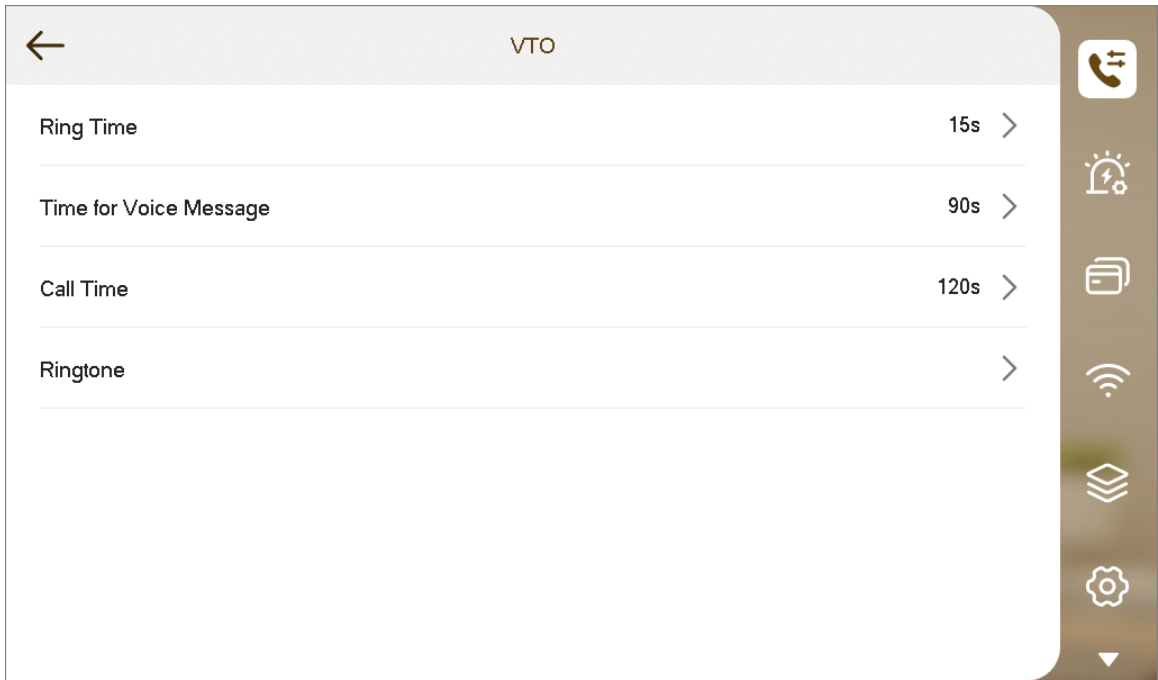 VTO
Ring Time 15s
Time for Voice Message 90s
Call Time 120s
Ringtone